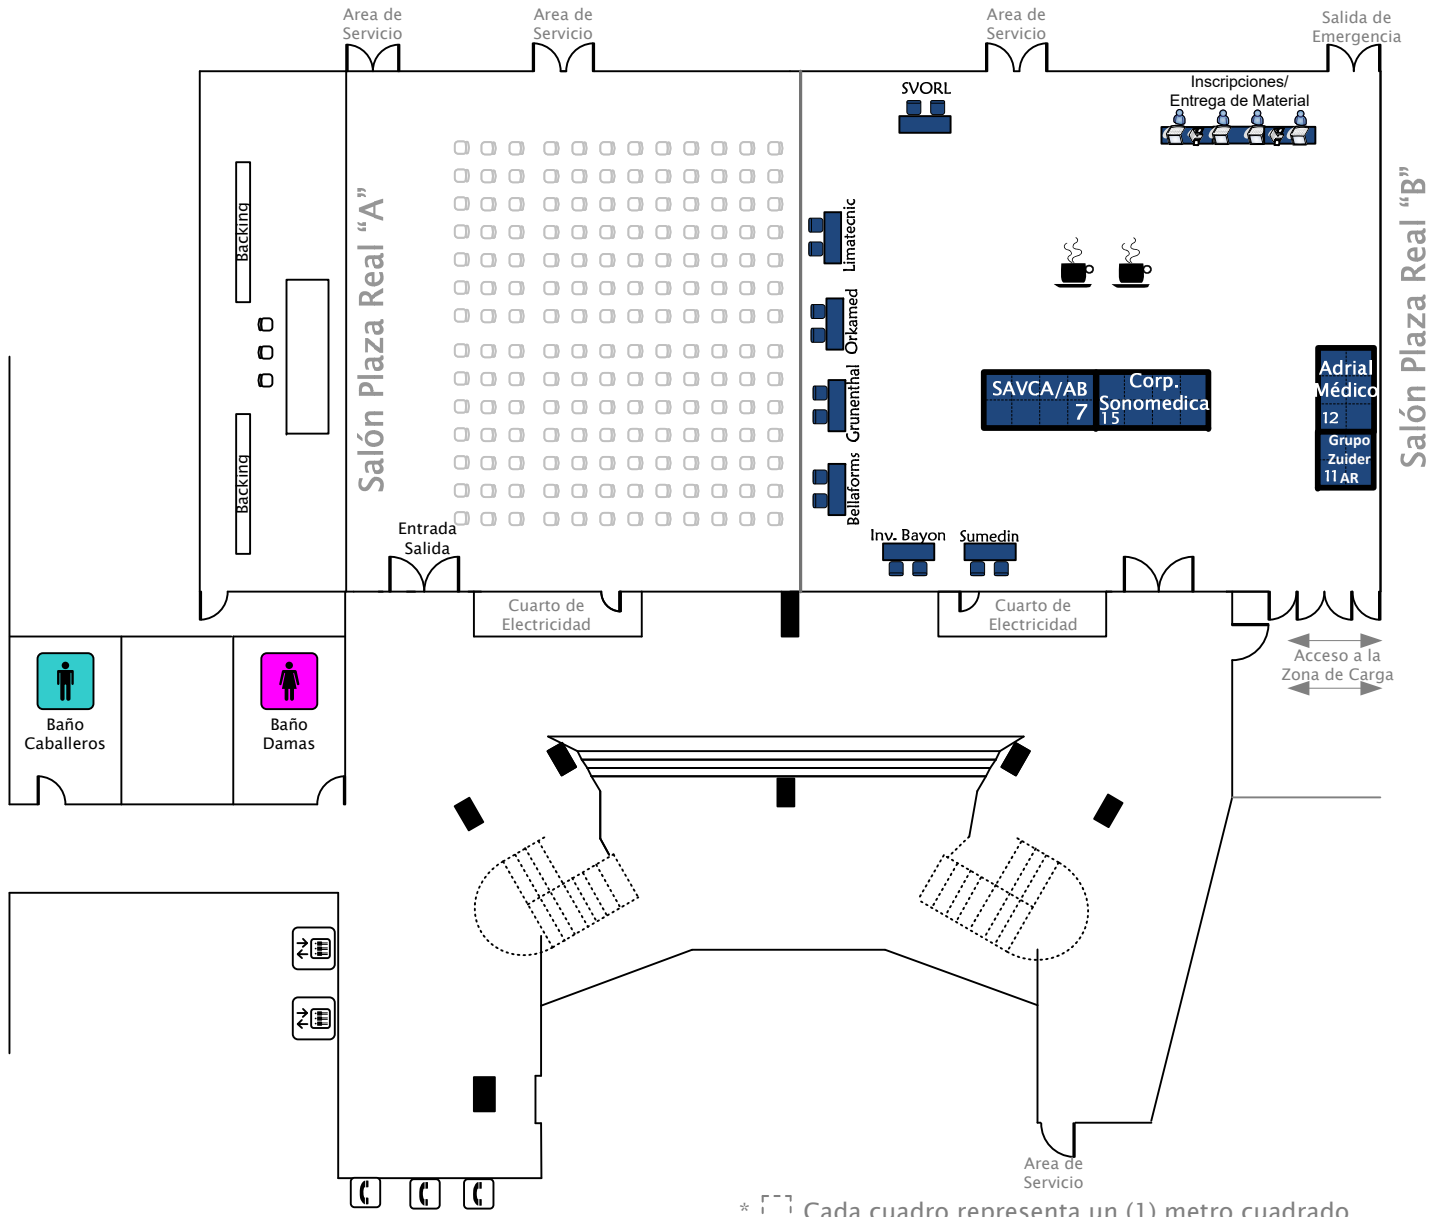 Area de
Servicio
Area de
Servicio
Area de
Servicio
Salida de
Emergencia
SVORL
Inscripciones/
Entrega de Material
Backing
Backing
Salón Plaza Real “A”
Limatecnic
Orkamed
Grunenthal
Bellaforms
Salón Plaza Real “B”
SAVCA/AB
7
Corp.
Sonomedica
15
Adrial
Médico
12
Grupo
Zuider
11 AR
Entrada
Salida
Inv. Bayon
Sumedin
Cuarto de
Electricidad
Cuarto de
Electricidad
Acceso a la
Zona de Carga
Baño
Caballeros
Baño
Damas
Area de
Servicio
* Cada cuadro representa un (1) metro cuadrado